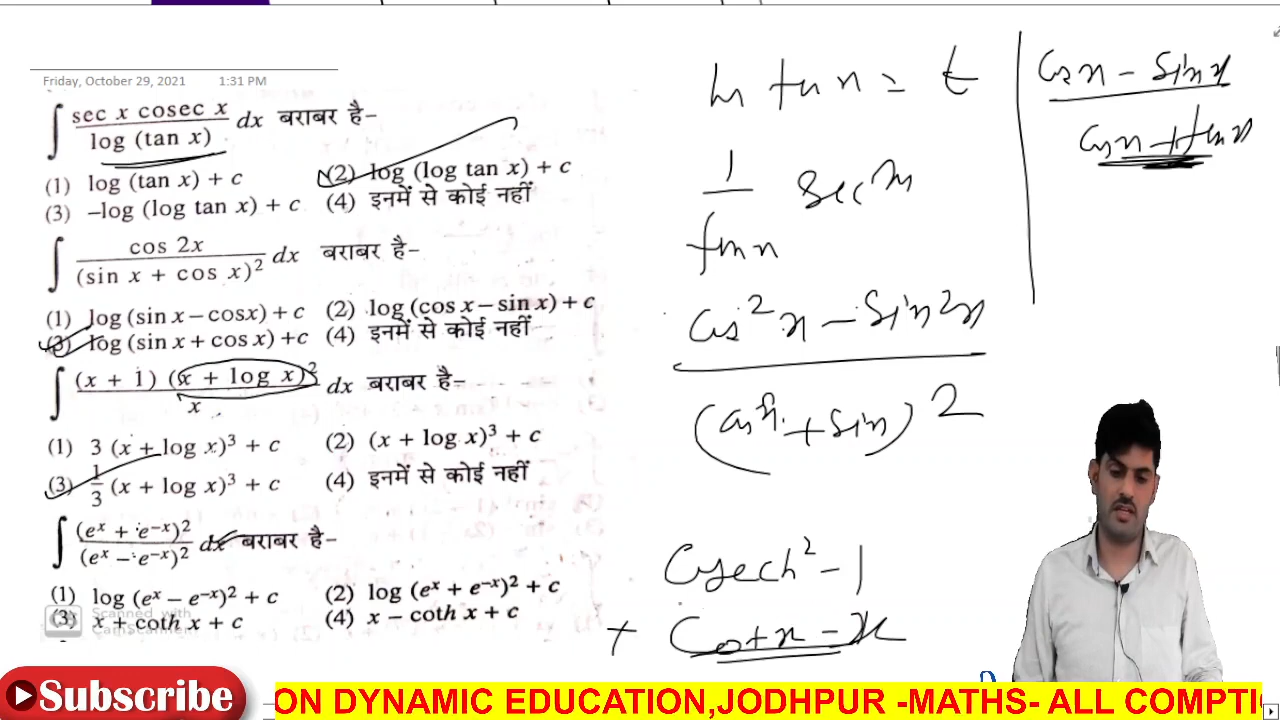 Friday, October 29, 2021 1:31 PM
∫ sec x cosec x / log (tan x) dx बराबर है–
(1) log (tan x) + c (2) log (log tan x) + c
(3) –log (log tan x) + c (4) इनमें से कोई नहीं
∫ cos 2x / (sin x + cos x)² dx बराबर है–
(1) log (sin x – cosx) + c (2) log (cos x – sin x) + c
(3) log (sin x + cos x) +c (4) इनमें से कोई नहीं
∫ (x + 1) (x + log x)² / x dx बराबर है–
(1) 3 (x + log x)³ + c (2) (x + log x)³ + c
(3) 1/3 (x + log x)³ + c (4) इनमें से कोई नहीं
∫ (eˣ + e⁻ˣ)² / (eˣ – e⁻ˣ)² dx बराबर है–
(1) log (eˣ – e⁻ˣ)² + c (2) log (eˣ + e⁻ˣ)² + c
(3) x + coth x + c (4) x – coth x + c
Scanned with
CamScanner
ln tan x = t
1 / tan x sec²x
cos x – sin x
cos²x – sin²x
(cos x + sin x)²
Cosech² – 1
+ Cot x – x
Subscribe
ON DYNAMIC EDUCATION,JODHPUR -MATHS- ALL COMPTI